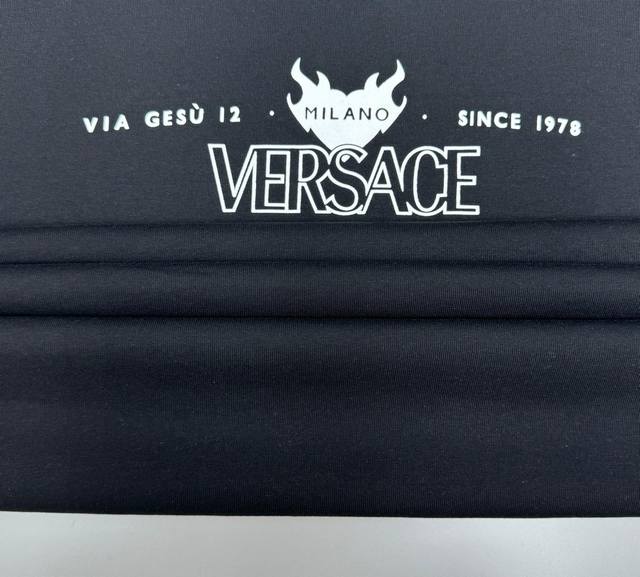 VIA GESÙ 12 · MILANO · SINCE 1978
VERSACE